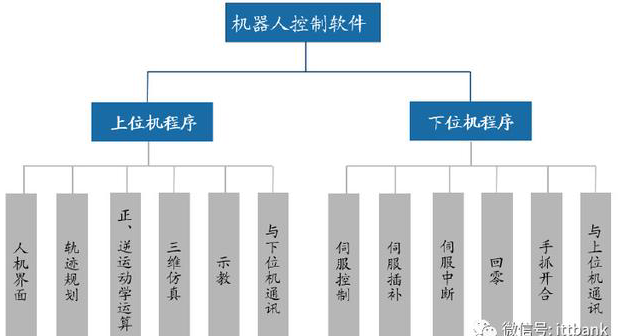 机器人控制软件
上位机程序
下位机程序
人机界面
轨迹规划
正、逆运动学运算
三维仿真
示教
与下位机通讯
伺服控制
伺服插补
伺服中断
回零
手抓开合
与上位机通讯
微信号: ittbank